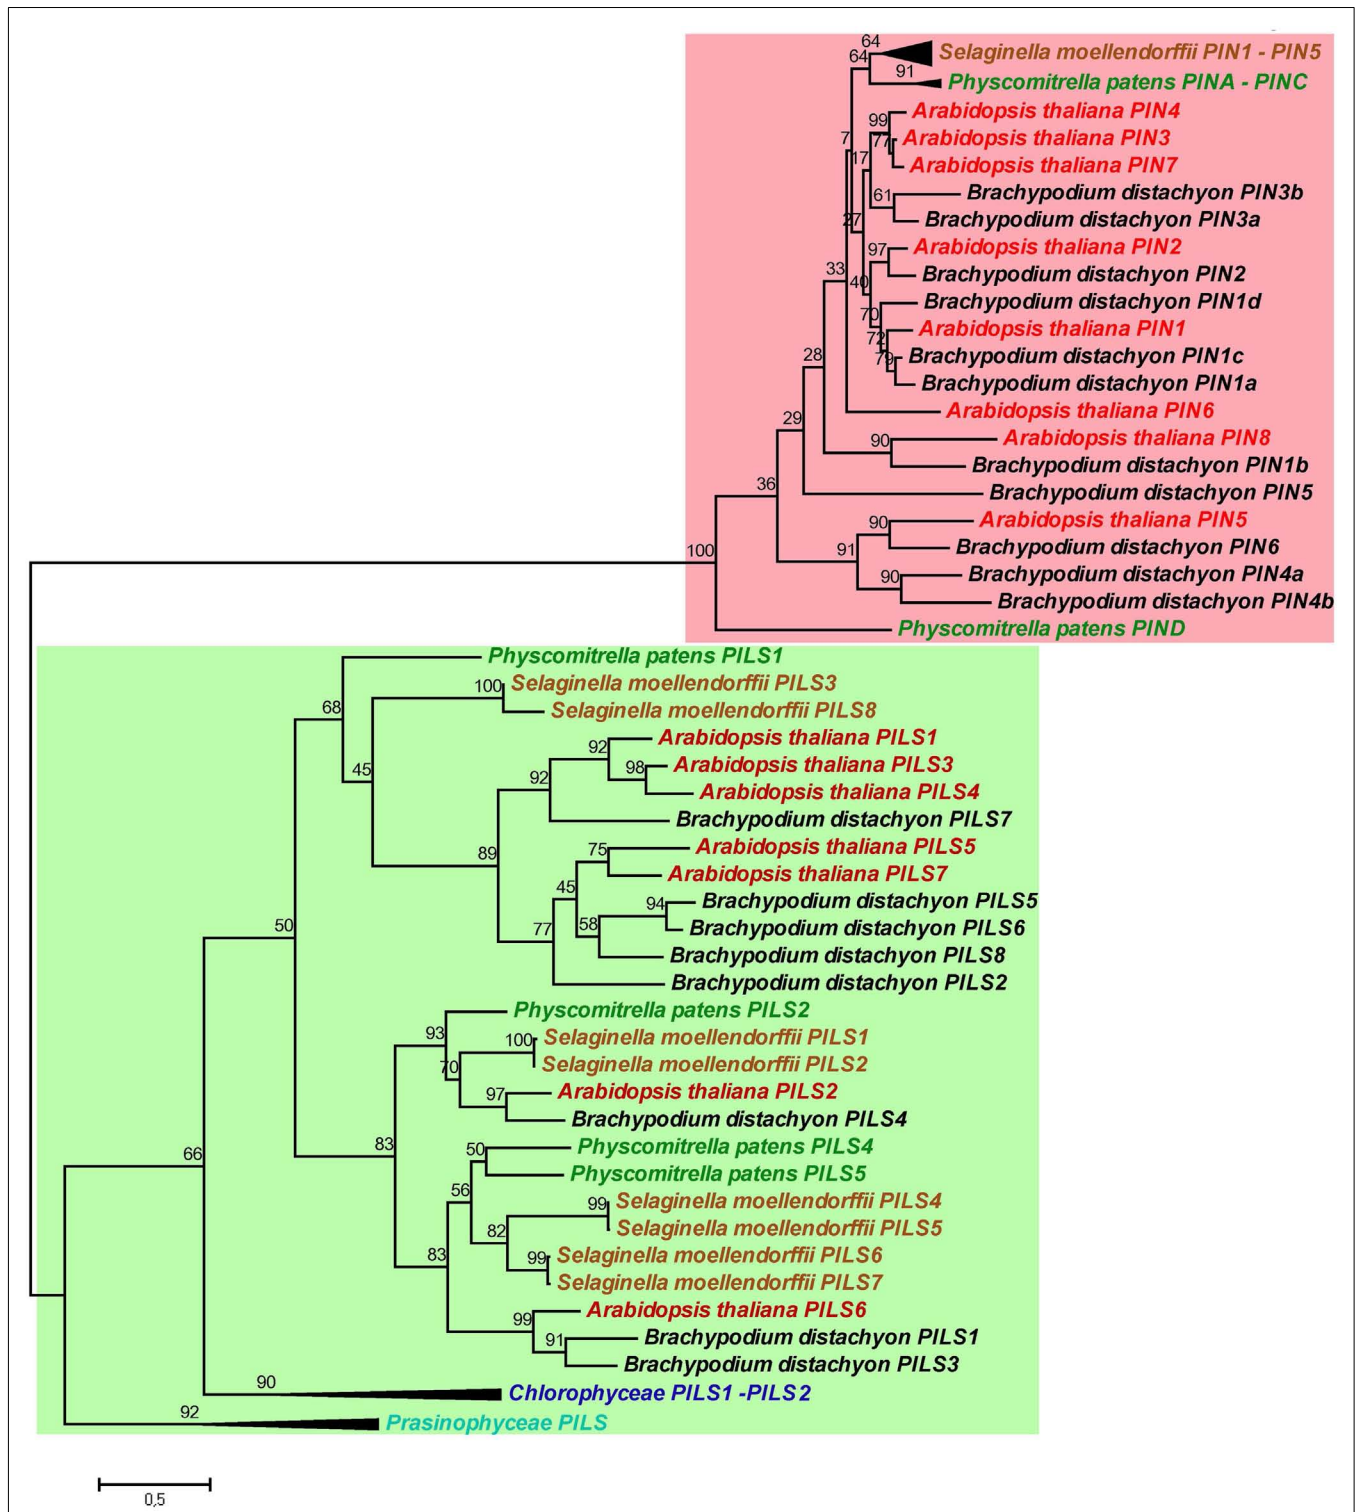 64
64
Selaginella moellendorffii PIN1 - PIN5
91
Physcomitrella patens PINA - PINC
Arabidopsis thaliana PIN4
99
7
77
Arabidopsis thaliana PIN3
17
Arabidopsis thaliana PIN7
61
Brachypodium distachyon PIN3b
27
Brachypodium distachyon PIN3a
97
Arabidopsis thaliana PIN2
33
40
Brachypodium distachyon PIN2
Brachypodium distachyon PIN1d
70
72
Arabidopsis thaliana PIN1
28
79
Brachypodium distachyon PIN1c
Brachypodium distachyon PIN1a
29
Arabidopsis thaliana PIN6
90
Arabidopsis thaliana PIN8
Brachypodium distachyon PIN1b
36
Brachypodium distachyon PIN5
90
Arabidopsis thaliana PIN5
100
91
Brachypodium distachyon PIN6
90
Brachypodium distachyon PIN4a
Brachypodium distachyon PIN4b
Physcomitrella patens PIND
Physcomitrella patens PILS1
100
Selaginella moellendorffii PILS3
68
Selaginella moellendorffii PILS8
92
Arabidopsis thaliana PILS1
45
92
98
Arabidopsis thaliana PILS3
Arabidopsis thaliana PILS4
Brachypodium distachyon PILS7
89
75
Arabidopsis thaliana PILS5
45
Arabidopsis thaliana PILS7
94
Brachypodium distachyon PILS5
50
77
58
Brachypodium distachyon PILS6
Brachypodium distachyon PILS8
Brachypodium distachyon PILS2
Physcomitrella patens PILS2
93
100
Selaginella moellendorffii PILS1
70
Selaginella moellendorffii PILS2
97
Arabidopsis thaliana PILS2
Brachypodium distachyon PILS4
66
83
50
Physcomitrella patens PILS4
56
Physcomitrella patens PILS5
99
Selaginella moellendorffii PILS4
82
Selaginella moellendorffii PILS5
83
99
Selaginella moellendorffii PILS6
Selaginella moellendorffii PILS7
99
Arabidopsis thaliana PILS6
91
Brachypodium distachyon PILS1
Brachypodium distachyon PILS3
90
Chlorophyceae PILS1 -PILS2
92
Prasinophyceae PILS
0,5